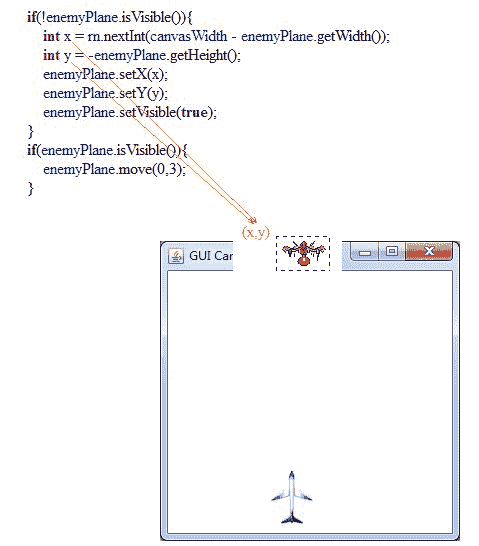 if(!enemyPlane.isVisible()){
int x = rn.nextInt(canvasWidth - enemyPlane.getWidth());
int y = -enemyPlane.getHeight();
enemyPlane.setX(x);
enemyPlane.setY(y);
enemyPlane.setVisible(true);
}
if(enemyPlane.isVisible()){
enemyPlane.move(0,3);
}
(x,y)
GUI Car